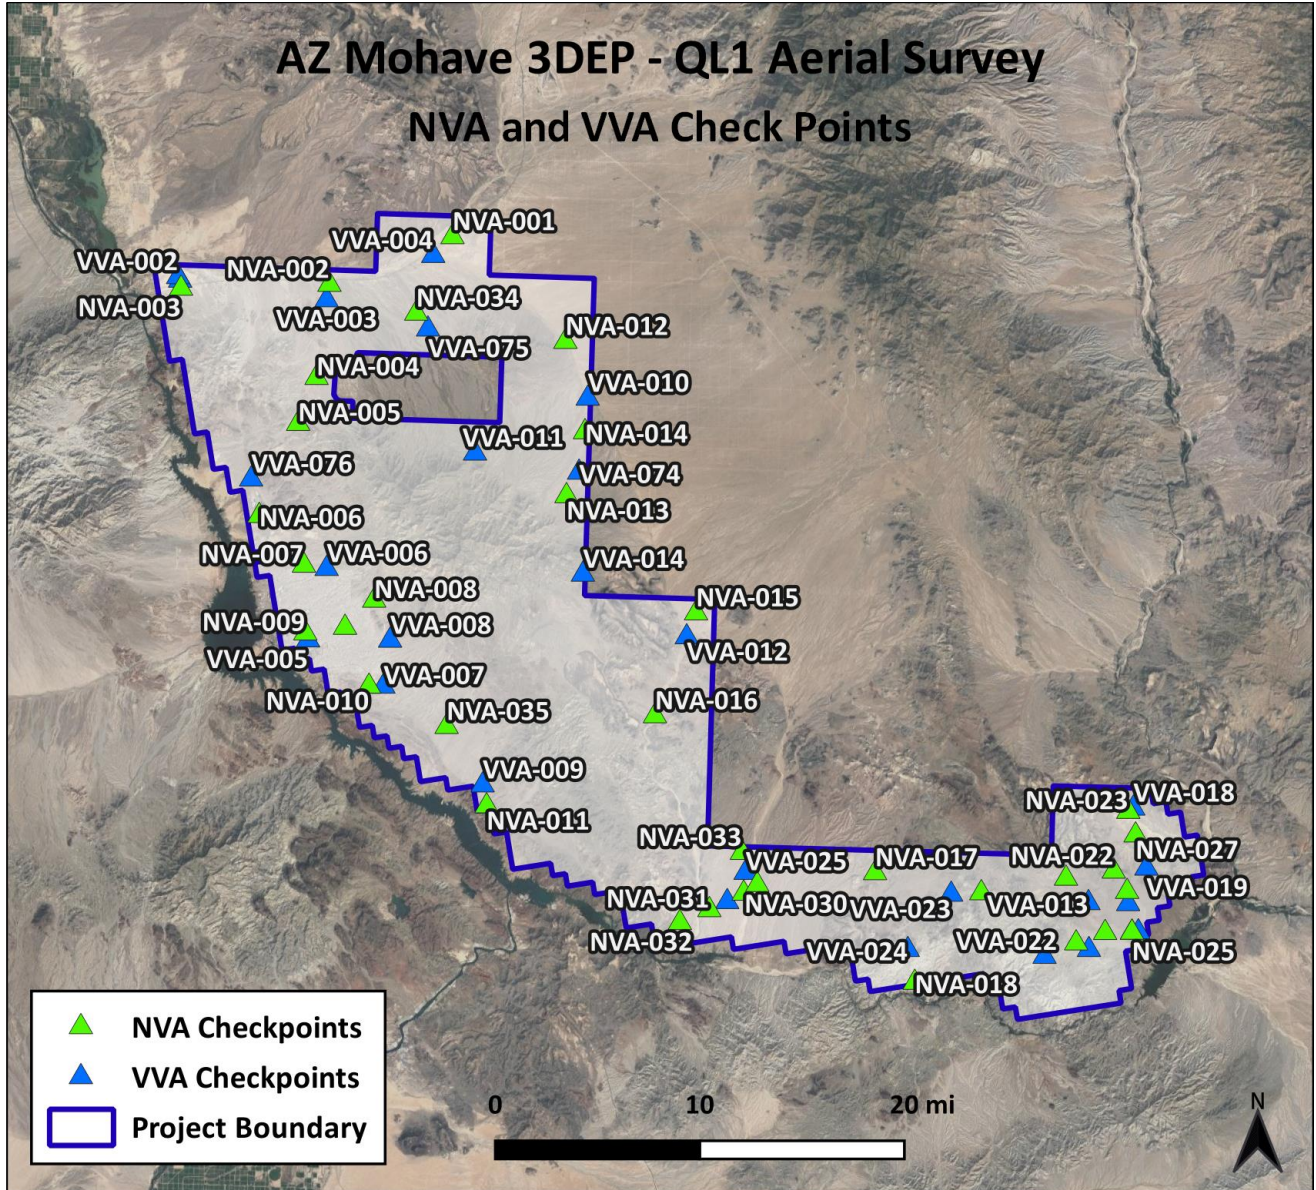 AZ Mohave 3DEP - QL1 Aerial Survey
NVA and VVA Check Points
NVA-001
VVA-004
VVA-002
NVA-002
NVA-003
VVA-003
NVA-034
NVA-012
VVA-075
NVA-004
VVA-010
NVA-005
VVA-011
NVA-014
VVA-076
VVA-074
NVA-006
NVA-013
NVA-007
VVA-006
VVA-014
NVA-008
NVA-015
NVA-009
VVA-008
VVA-005
VVA-012
VVA-007
NVA-010
NVA-035
NVA-016
VVA-009
NVA-011
NVA-023
VVA-018
NVA-033
VVA-025
NVA-017
NVA-022
NVA-027
NVA-031
NVA-030
VVA-023
VVA-013
VVA-019
NVA-032
VVA-024
VVA-022
NVA-025
NVA-018
NVA Checkpoints
VVA Checkpoints
Project Boundary
0 10 20 mi
N